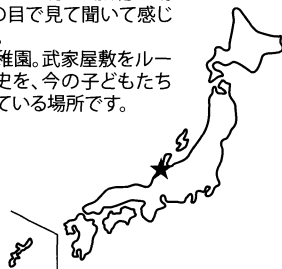 の目で見て聞いて感じ
。
稚園。武家屋敷をルー
史を、今の子どもたち
ている場所です。